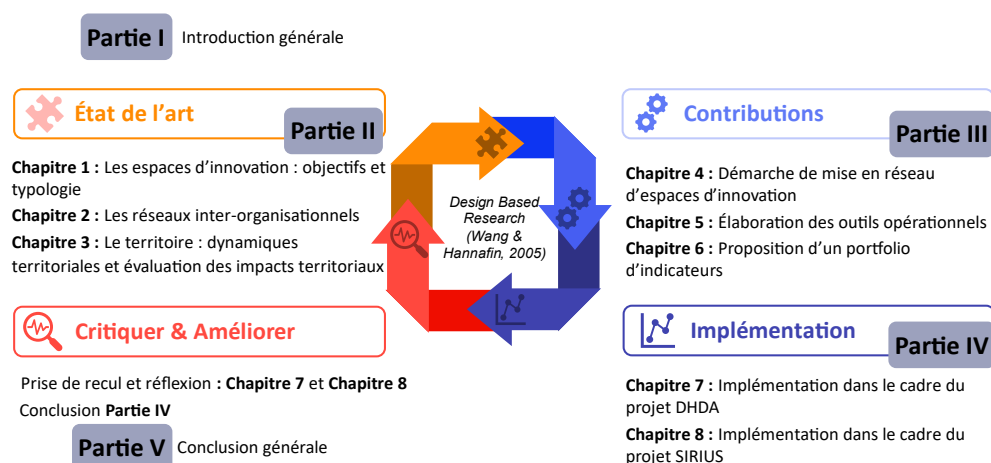 Partie I Introduction générale
État de l'art
Partie II
Chapitre 1 : Les espaces d'innovation : objectifs et
typologie
Chapitre 2 : Les réseaux inter-organisationnels
Chapitre 3 : Le territoire : dynamiques
territoriales et évaluation des impacts territoriaux
Design Based
Research
(Wang &
Hannafin, 2005)
Contributions
Partie III
Chapitre 4 : Démarche de mise en réseau
d'espaces d'innovation
Chapitre 5 : Élaboration des outils opérationnels
Chapitre 6 : Proposition d'un portfolio
d'indicateurs
Critiquer & Améliorer
Prise de recul et réflexion : Chapitre 7 et Chapitre 8
Conclusion Partie IV
Partie V Conclusion générale
Implémentation
Partie IV
Chapitre 7 : Implémentation dans le cadre du
projet DHDA
Chapitre 8 : Implémentation dans le cadre du
projet SIRIUS